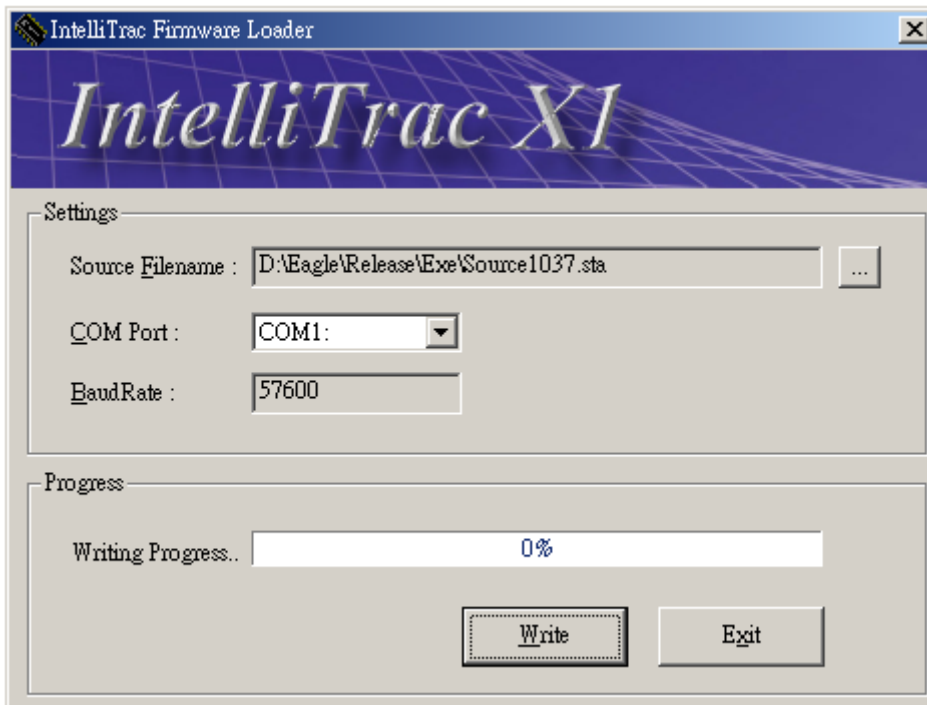 IntelliTrac Firmware Loader
IntelliTrac X1
Settings
Source Filename : D:\Eagle\Release\Exe\Source1037.sta ...
COM Port : COM1:
BaudRate : 57600
Progress
Writing Progress.. 0%
Write Exit